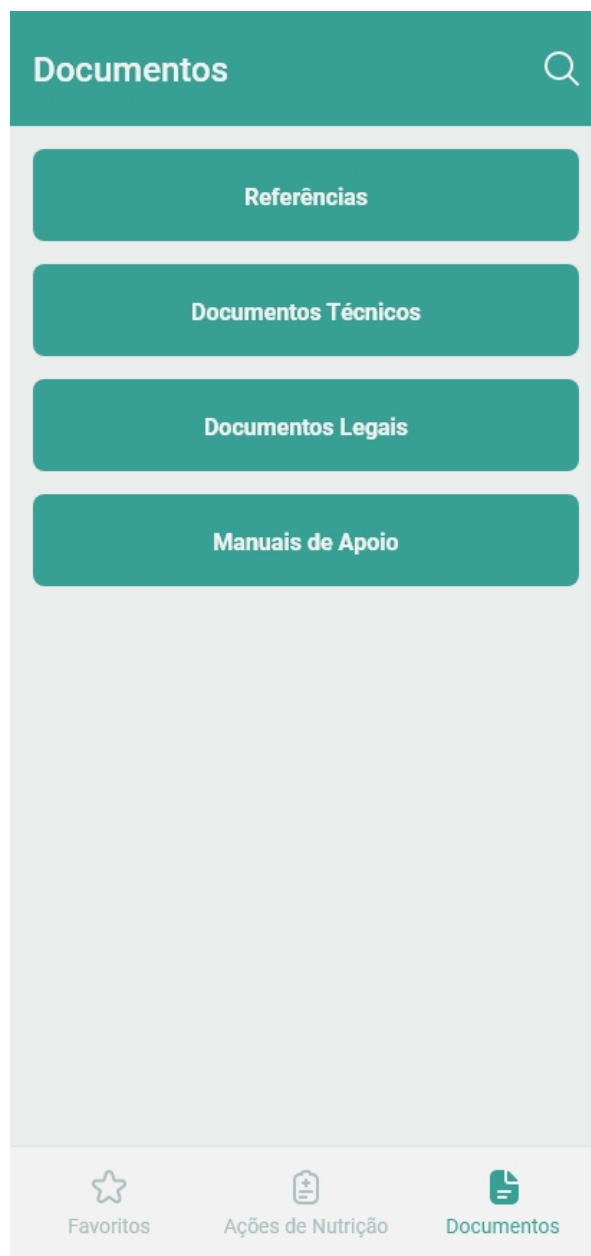 Documentos
Referências
Documentos Técnicos
Documentos Legais
Manuais de Apoio
Favoritos
Ações de Nutrição
Documentos